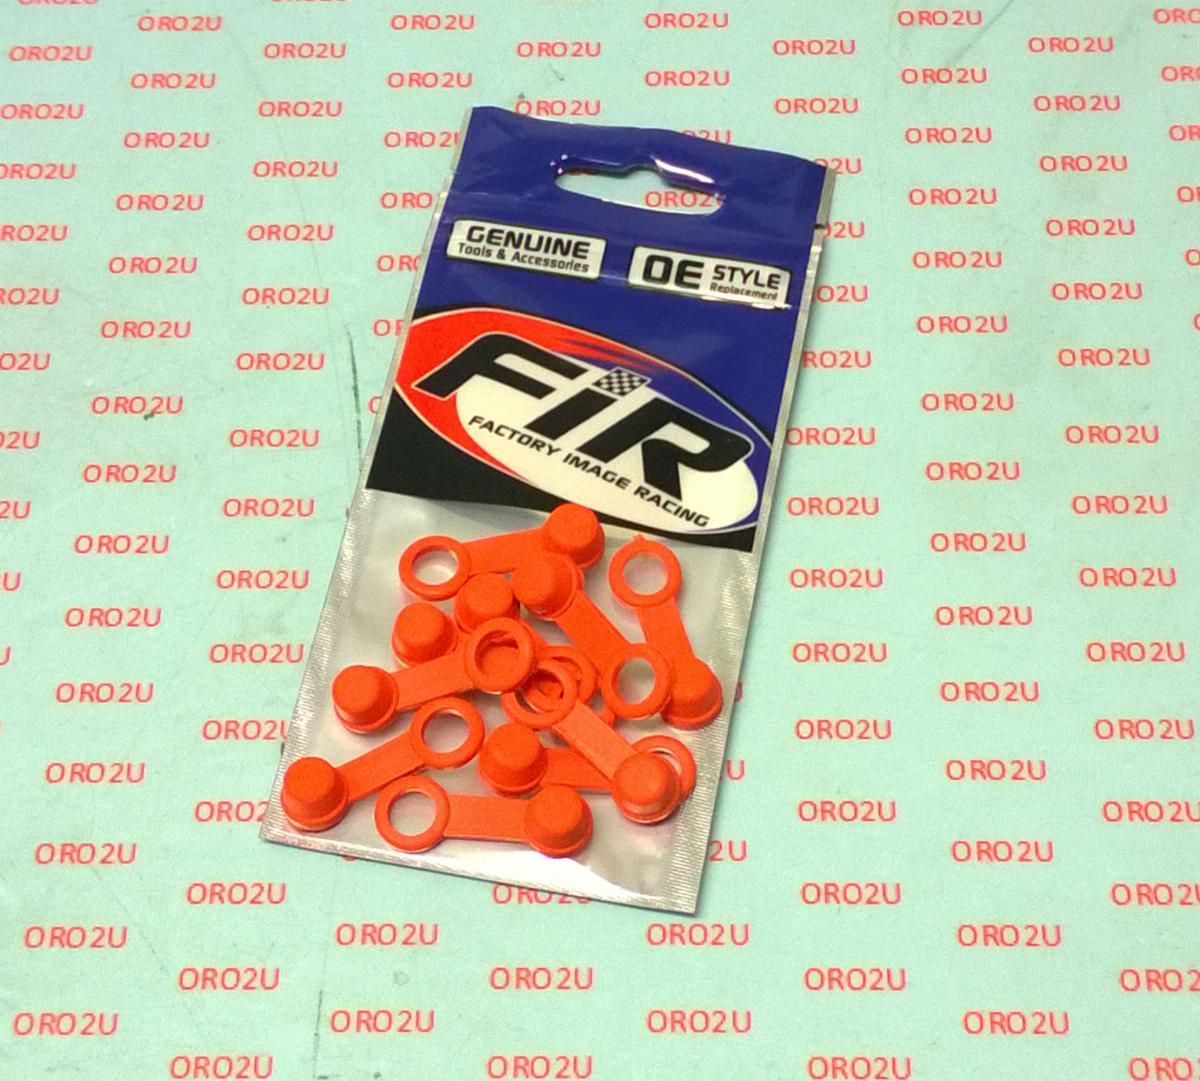 GENUINE
Tools & Accessories
OE STYLE
Replacement
FiR
FACTORY IMAGE RACING
ORO2U